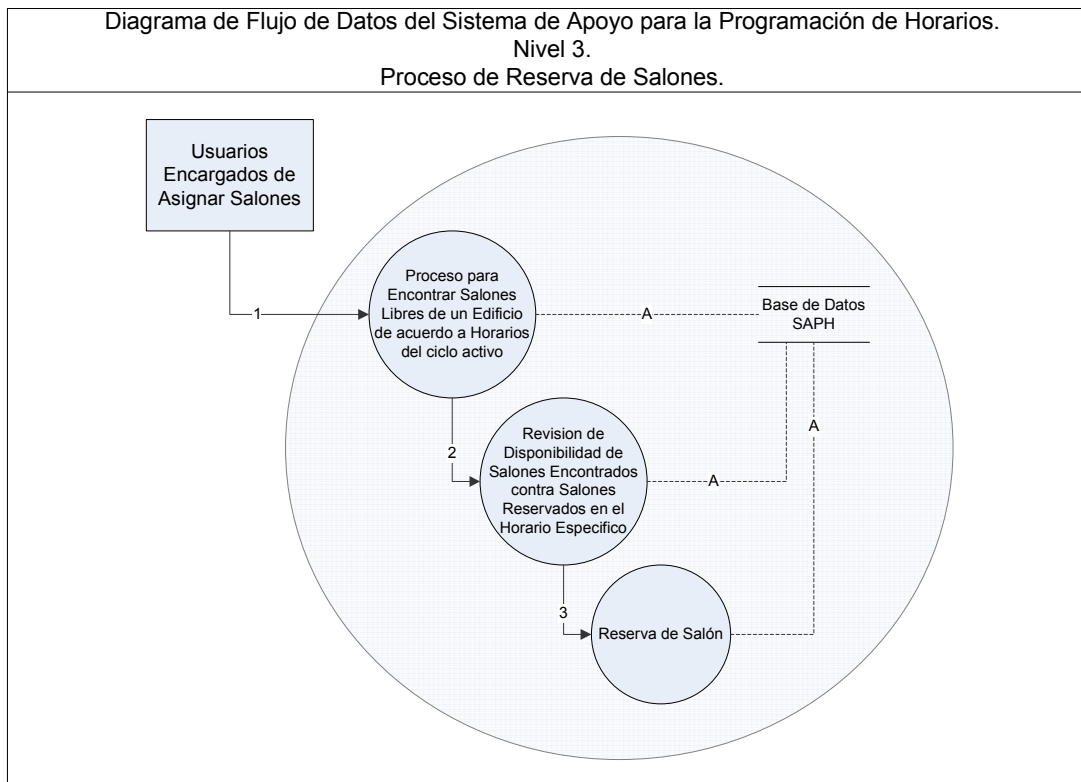 Diagrama de Flujo de Datos del Sistema de Apoyo para la Programación de Horarios.
Nivel 3.
Proceso de Reserva de Salones.
Usuarios
Encargados de
Asignar Salones
1
Proceso para
Encontrar Salones
Libres de un Edificio
de acuerdo a Horarios
del ciclo activo
A
Base de Datos
SAPH
2
Revision de
Disponibilidad de
Salones Encontrados
contra Salones
Reservados en el
Horario Especifico
A
A
3
Reserva de Salón